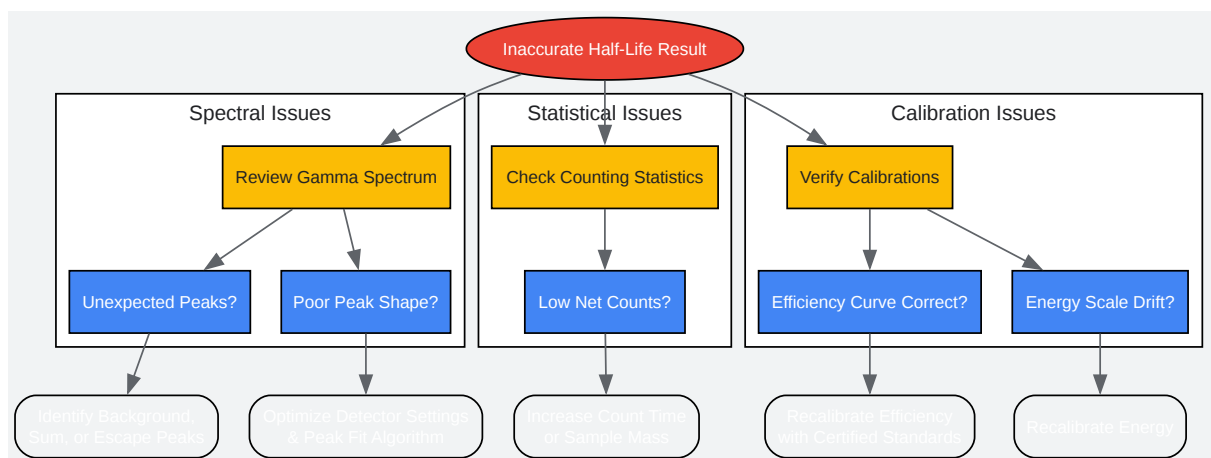 Inaccurate Half-Life Result
Spectral Issues
Statistical Issues
Calibration Issues
Review Gamma Spectrum
Check Counting Statistics
Verify Calibrations
Unexpected Peaks?
Poor Peak Shape?
Low Net Counts?
Efficiency Curve Correct?
Energy Scale Drift?
Identify Background,
Sum, or Escape Peaks
Optimize Detector Settings
& Peak Fit Algorithm
Increase Count Time
or Sample Mass
Recalibrate Efficiency
with Certified Standards
Recalibrate Energy